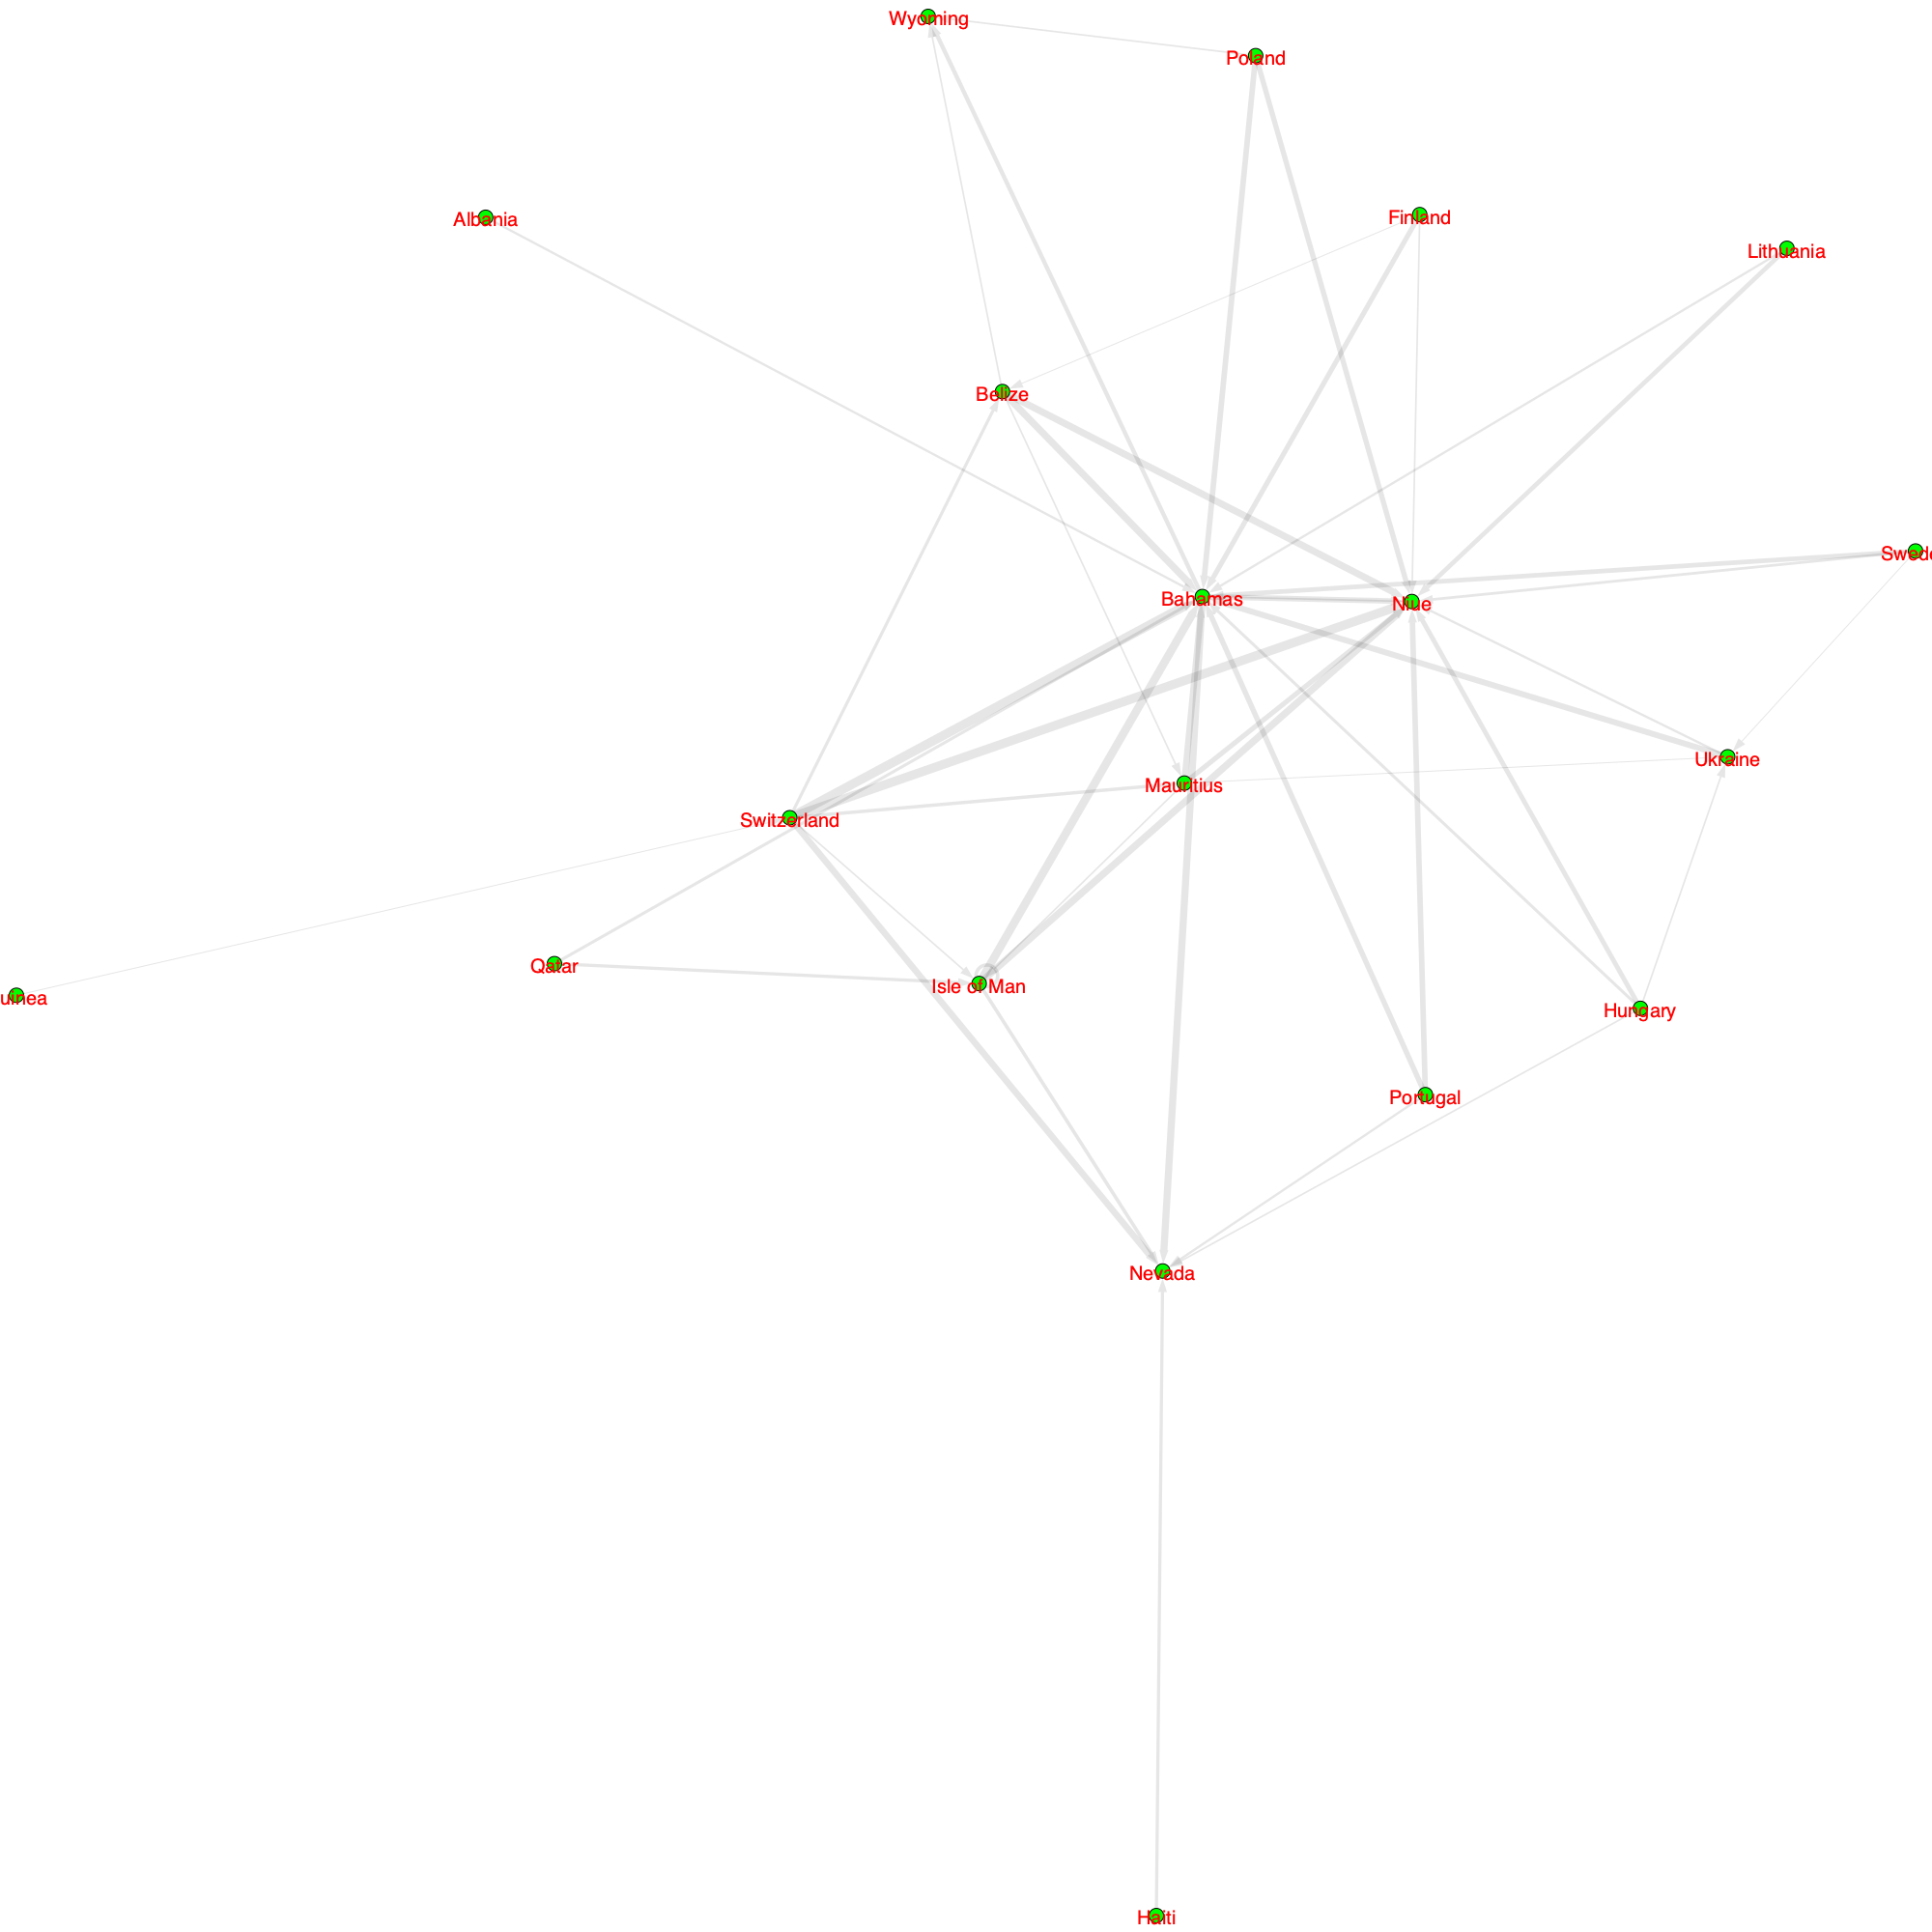 Wyoming
Poland
Albania
Finland
Lithuania
Belize
Swed
Bahamas
Niue
Ukraine
Mauritius
Switzerland
Qatar
Isle of Man
uinea
Hungary
Portugal
Nevada
Haiti